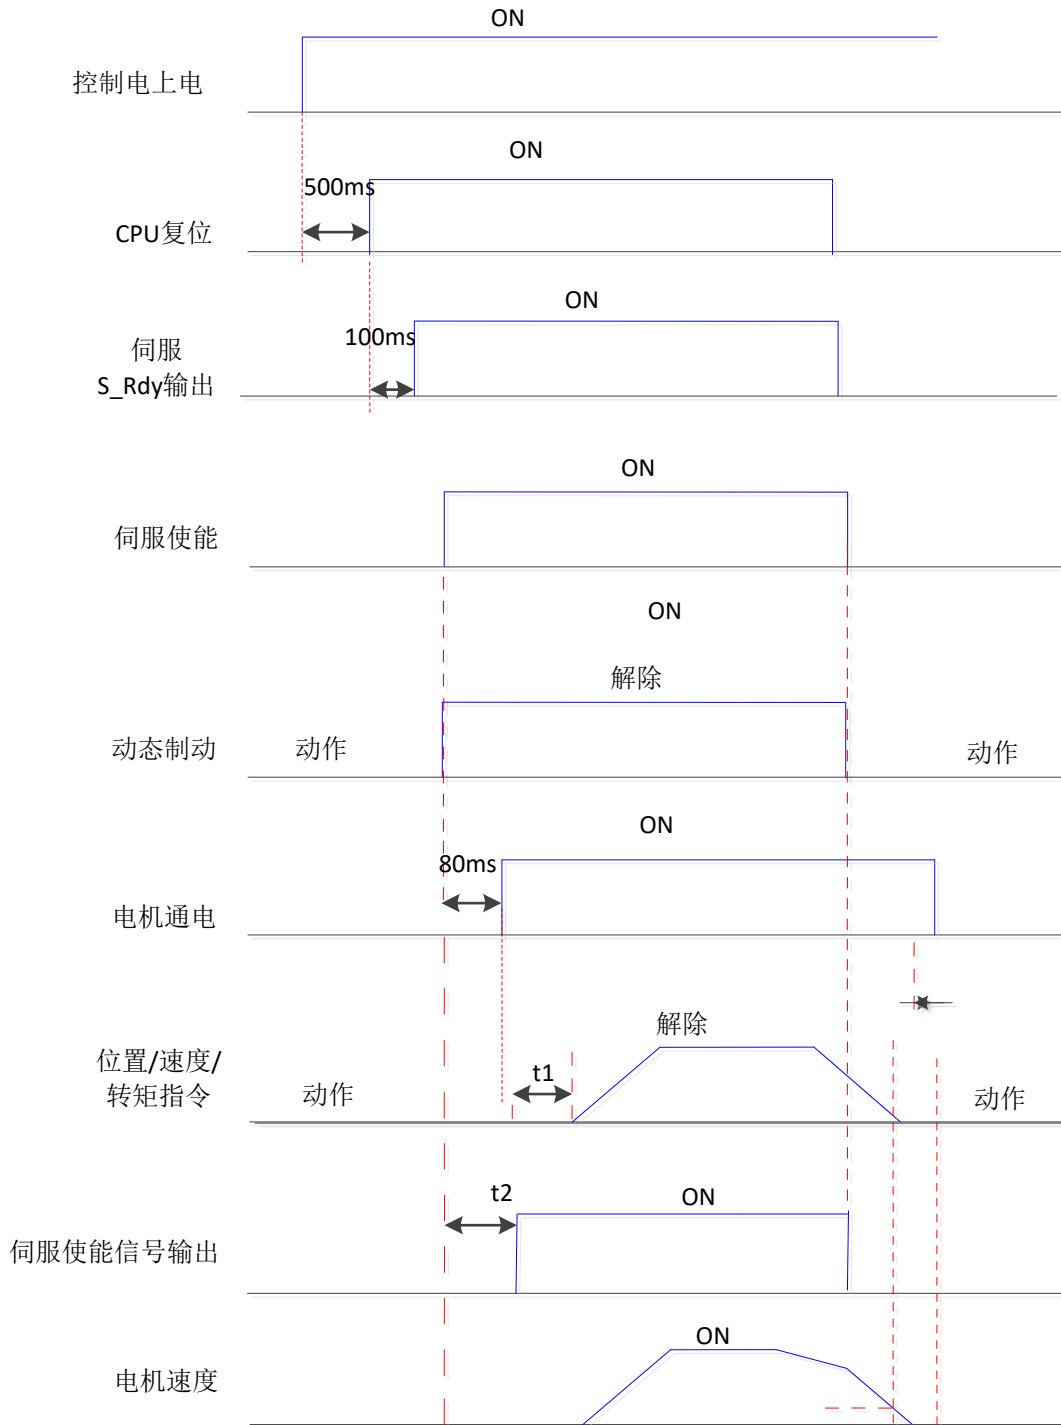 ON
控制电上电
ON
500ms
CPU复位
ON
100ms
伺服
S_Rdy输出
ON
伺服使能
ON
解除
动态制动
动作
动作
ON
80ms
电机通电
解除
位置/速度/
转矩指令
动作
t1
动作
t2
ON
伺服使能信号输出
ON
电机速度